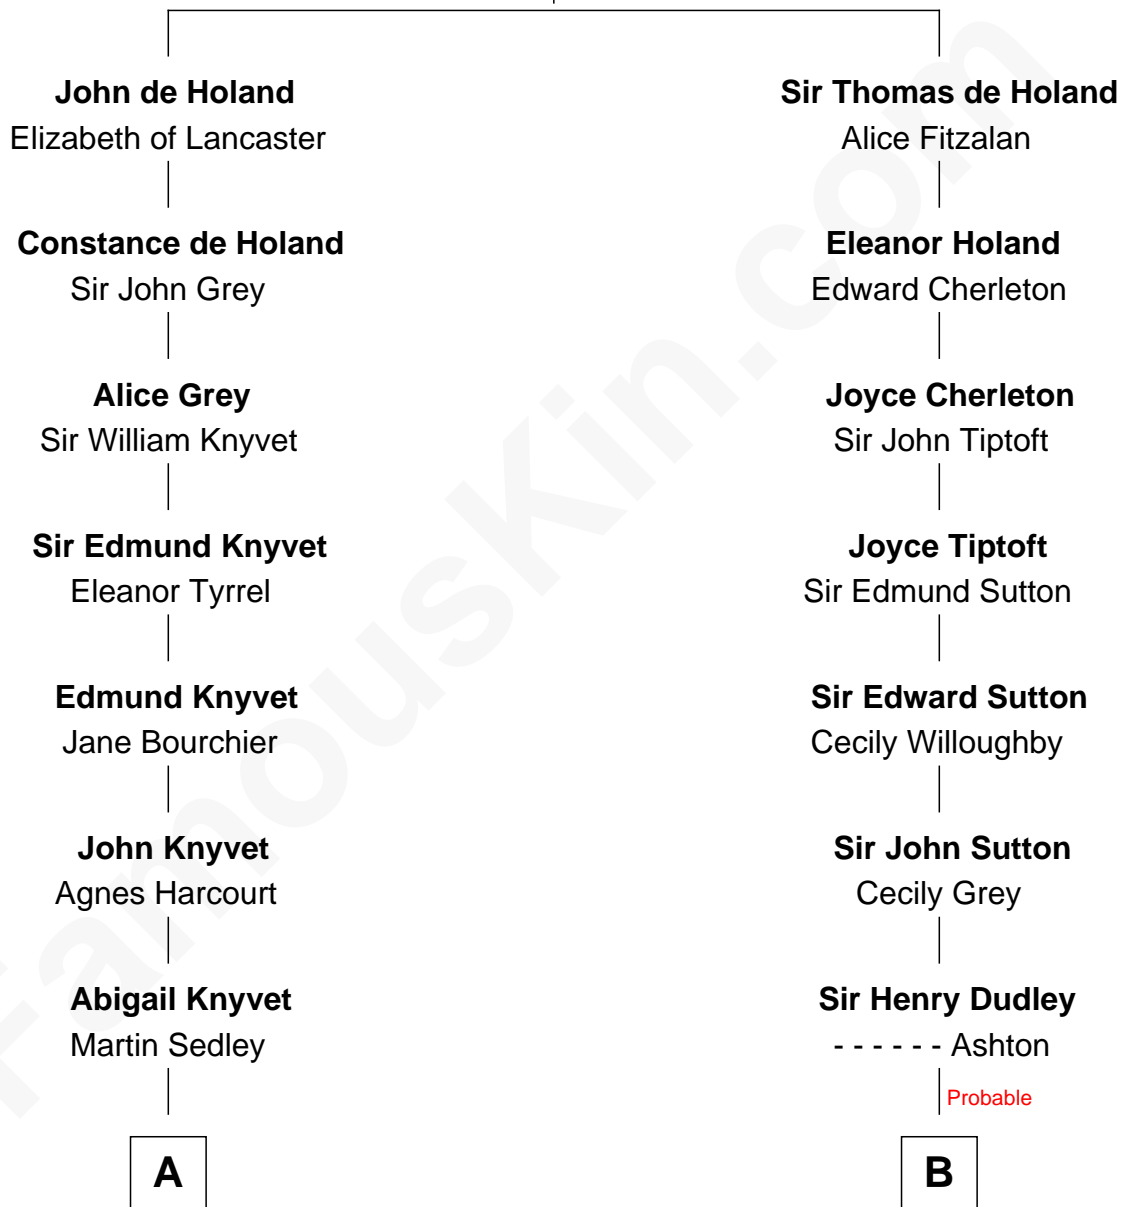 John de Holand
Elizabeth of Lancaster
Constance de Holand
Sir John Grey
Alice Grey
Sir William Knyvet
Sir Edmund Knyvet
Eleanor Tyrrel
Edmund Knyvet
Jane Bourchier
John Knyvet
Agnes Harcourt
Abigail Knyvet
Martin Sedley
A
Sir Thomas de Holand
Alice Fitzalan
Eleanor Holand
Edward Cherleton
Joyce Cherleton
Sir John Tiptoft
Joyce Tiptoft
Sir Edmund Sutton
Sir Edward Sutton
Cecily Willoughby
Sir John Sutton
Cecily Grey
Sir Henry Dudley
- - - - - - Ashton
Probable
B
FamousKin.com